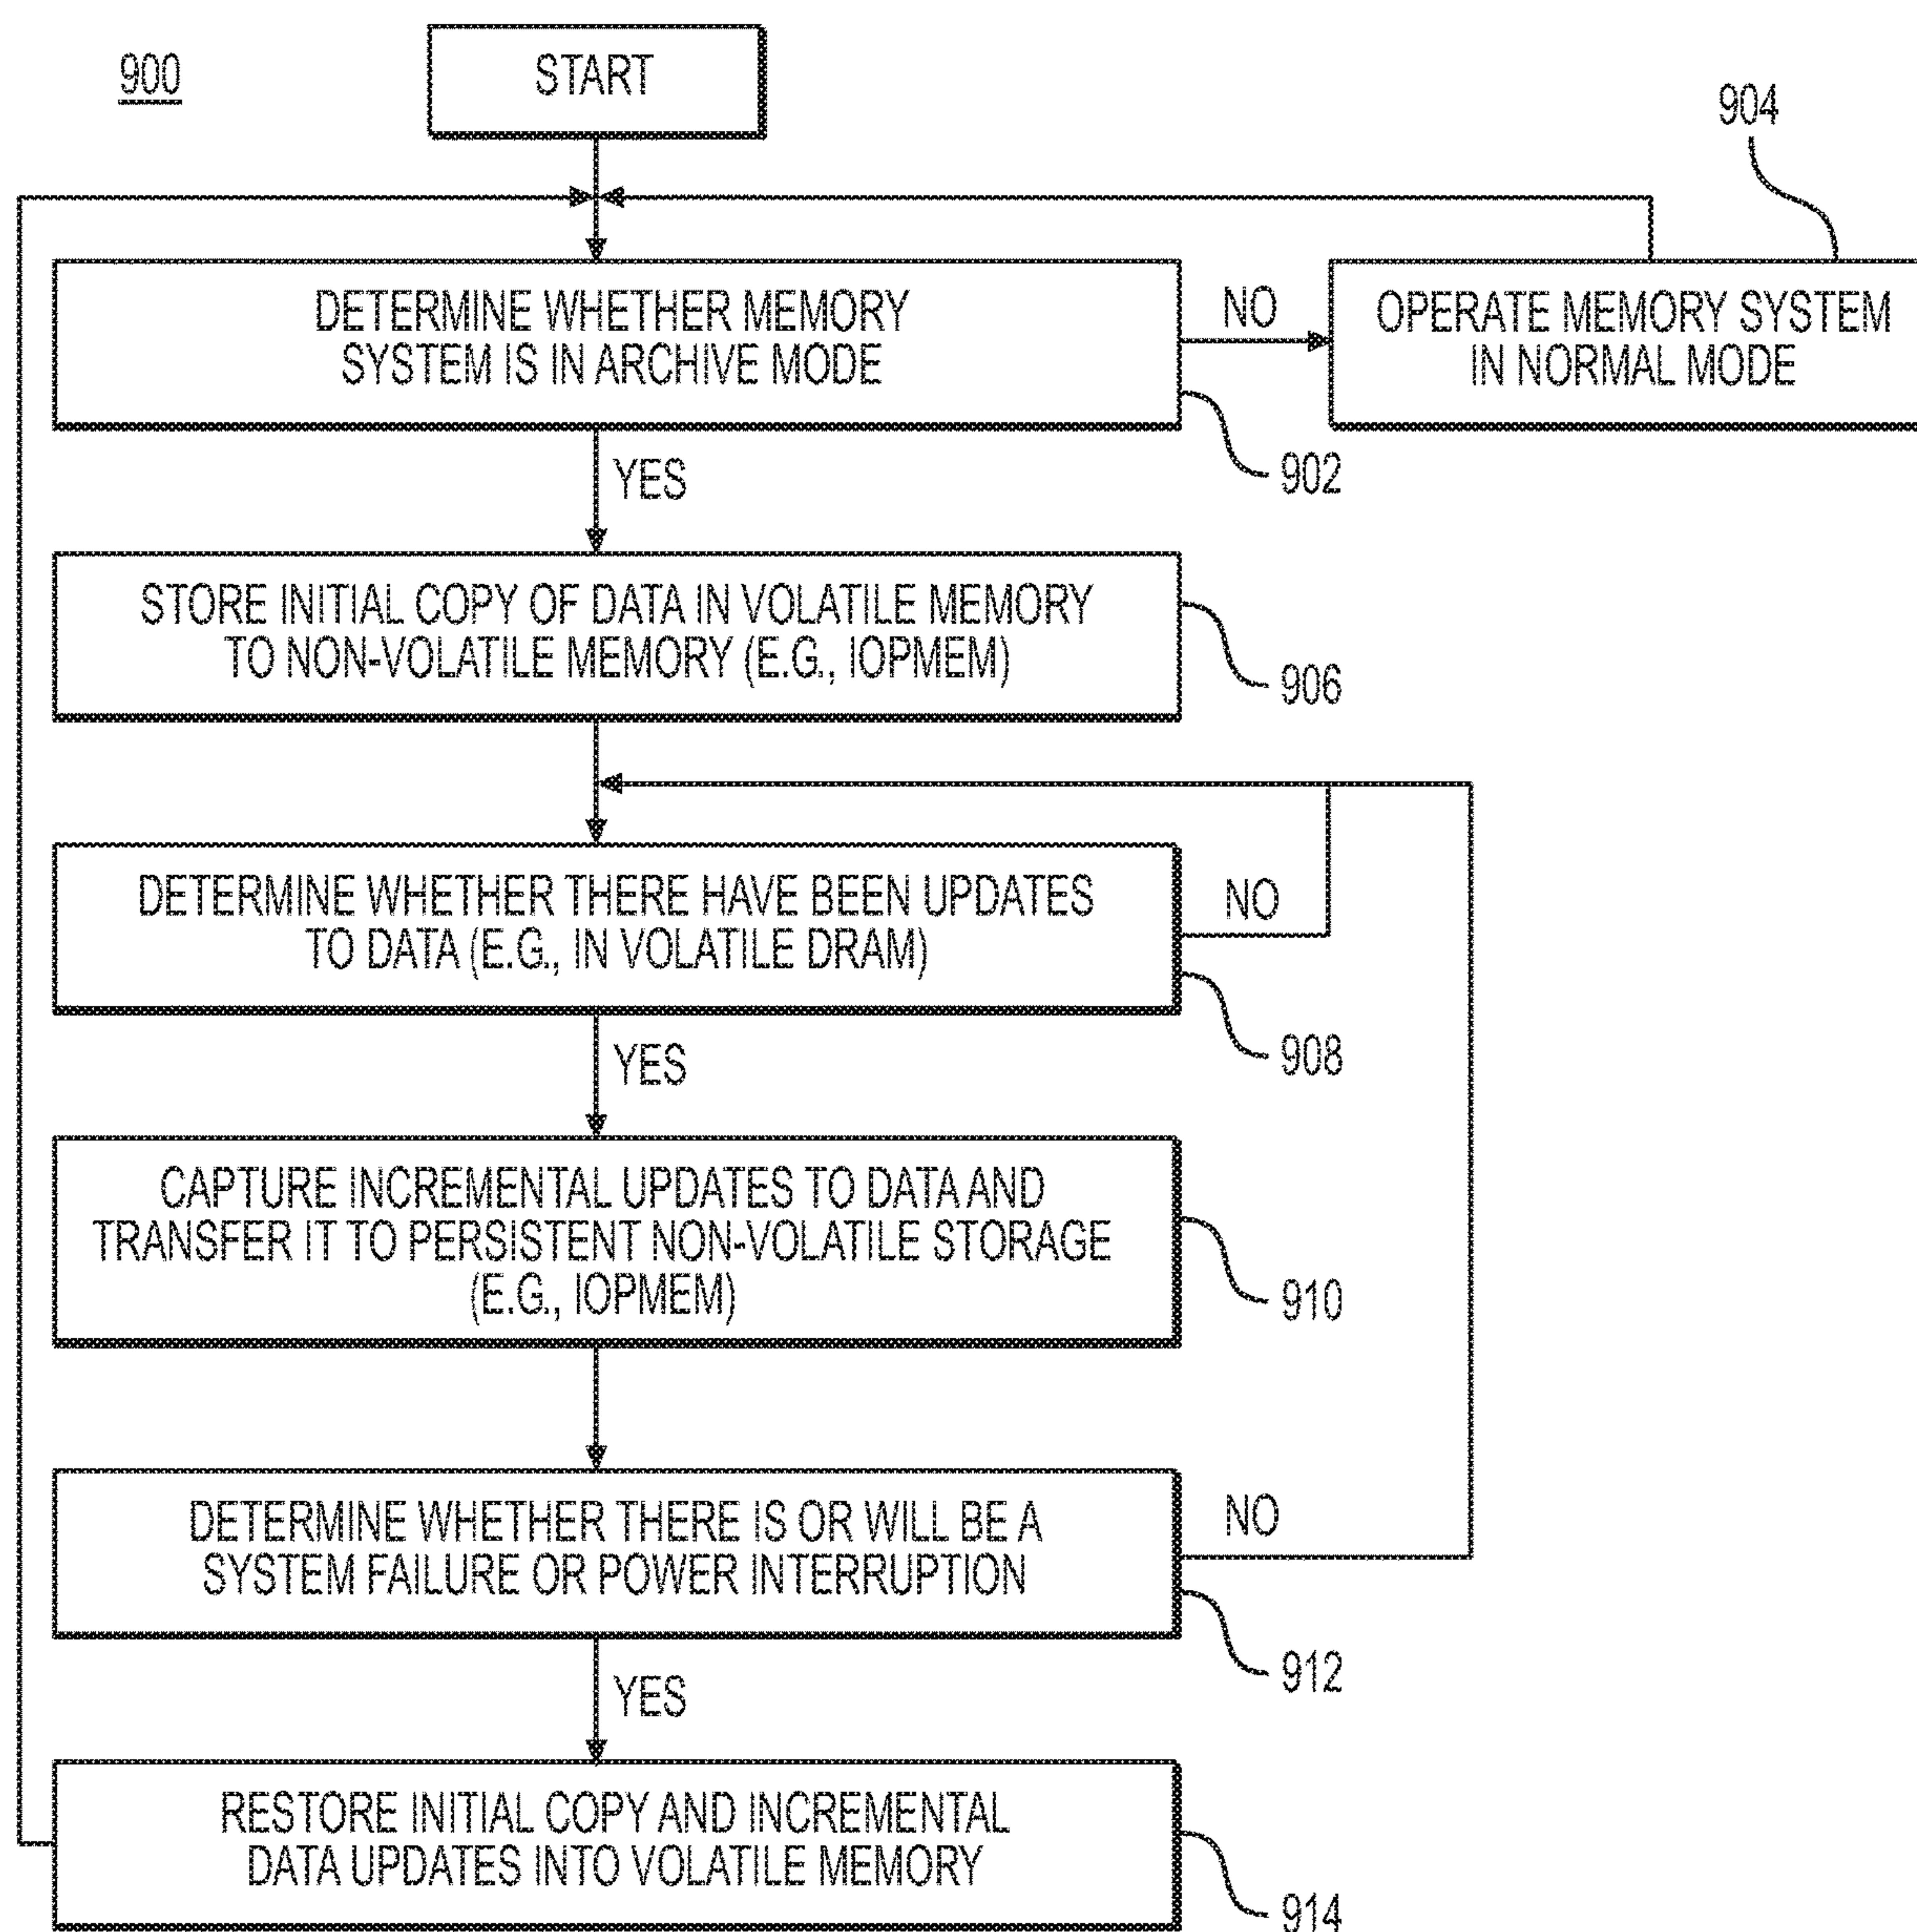 900
START
904
DETERMINE WHETHER MEMORY
SYSTEM IS IN ARCHIVE MODE
NO
OPERATE MEMORY SYSTEM
IN NORMAL MODE
902
YES
STORE INITIAL COPY OF DATA IN VOLATILE MEMORY
TO NON-VOLATILE MEMORY (E.G., IOPMEM)
906
DETERMINE WHETHER THERE HAVE BEEN UPDATES
TO DATA (E.G., IN VOLATILE DRAM)
NO
908
YES
CAPTURE INCREMENTAL UPDATES TO DATA AND
TRANSFER IT TO PERSISTENT NON-VOLATILE STORAGE
(E.G., IOPMEM)
910
DETERMINE WHETHER THERE IS OR WILL BE A
SYSTEM FAILURE OR POWER INTERRUPTION
NO
912
YES
RESTORE INITIAL COPY AND INCREMENTAL
DATA UPDATES INTO VOLATILE MEMORY
914